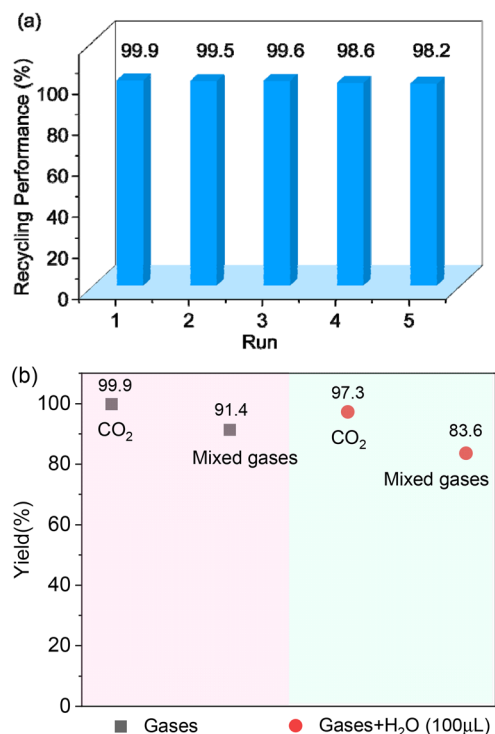 (a)
99.9 99.5 99.6 98.6 98.2
Recycling Performance (%)
100
80
60
40
20
0
1 2 3 4 5
Run
(b)
99.9
CO₂
91.4
Mixed gases
97.3
CO₂
83.6
Mixed gases
Yield(%)
100
80
60
40
20
0
Gases
Gases+H₂O (100μL)